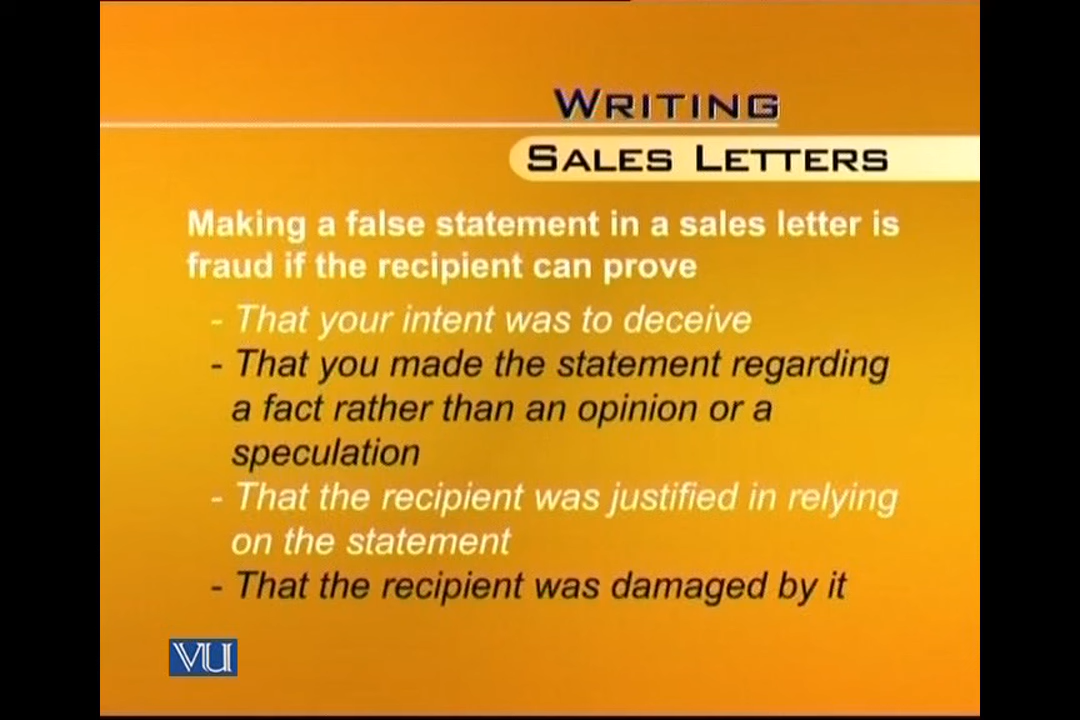 WRITING
SALES LETTERS
Making a false statement in a sales letter is
fraud if the recipient can prove
- That your intent was to deceive
- That you made the statement regarding
a fact rather than an opinion or a
speculation
- That the recipient was justified in relying
on the statement
- That the recipient was damaged by it
VU